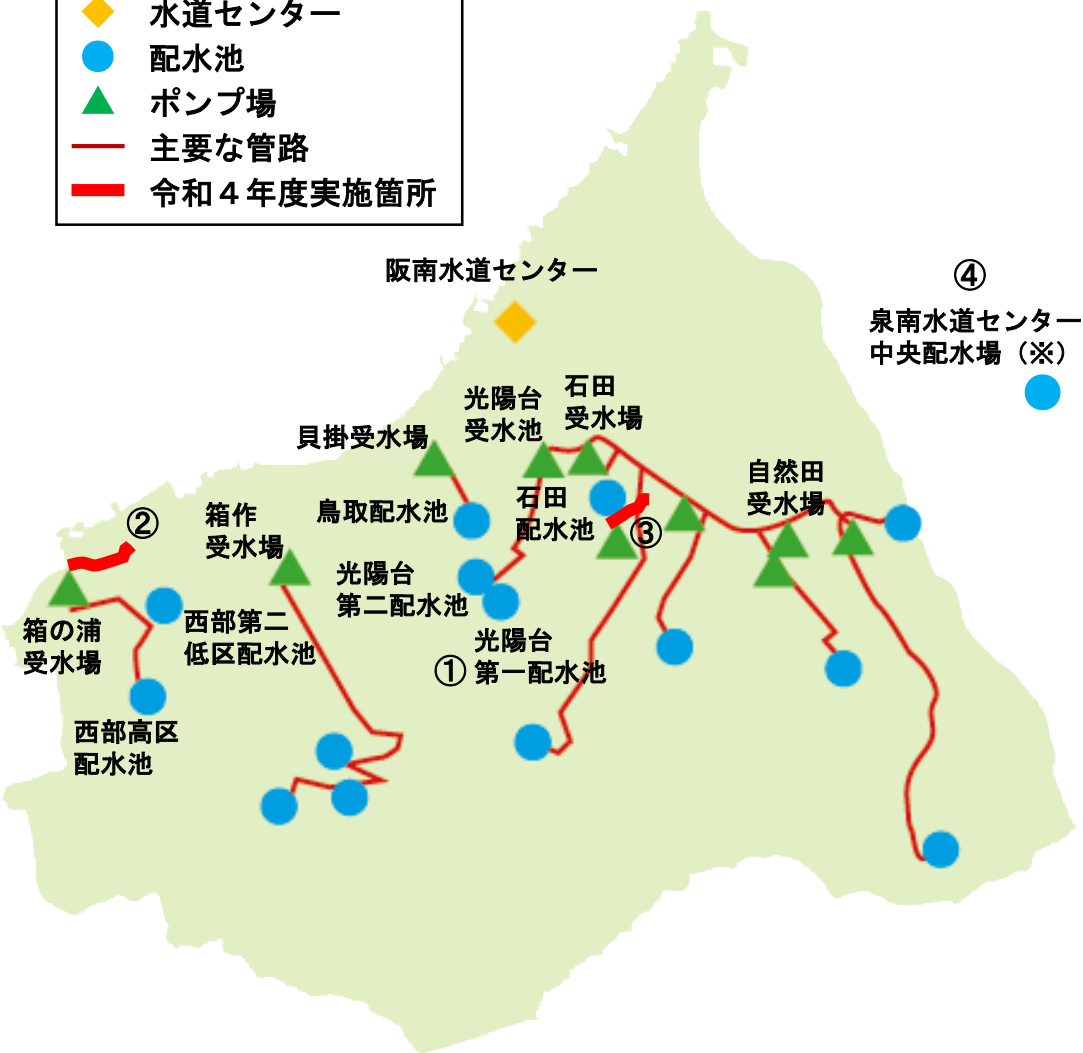 水道センター
配水池
ポンプ場
主要な管路
令和４年度実施箇所
阪南水道センター
④
泉南水道センター
中央配水場（※）
光陽台
受水池
石田
受水場
貝掛受水場
自然田
受水場
鳥取配水池
石田
配水池
③
②
箱作
受水場
光陽台
第二配水池
箱の浦
受水場
西部第二
低区配水池
光陽台
① 第一配水池
西部高区
配水池